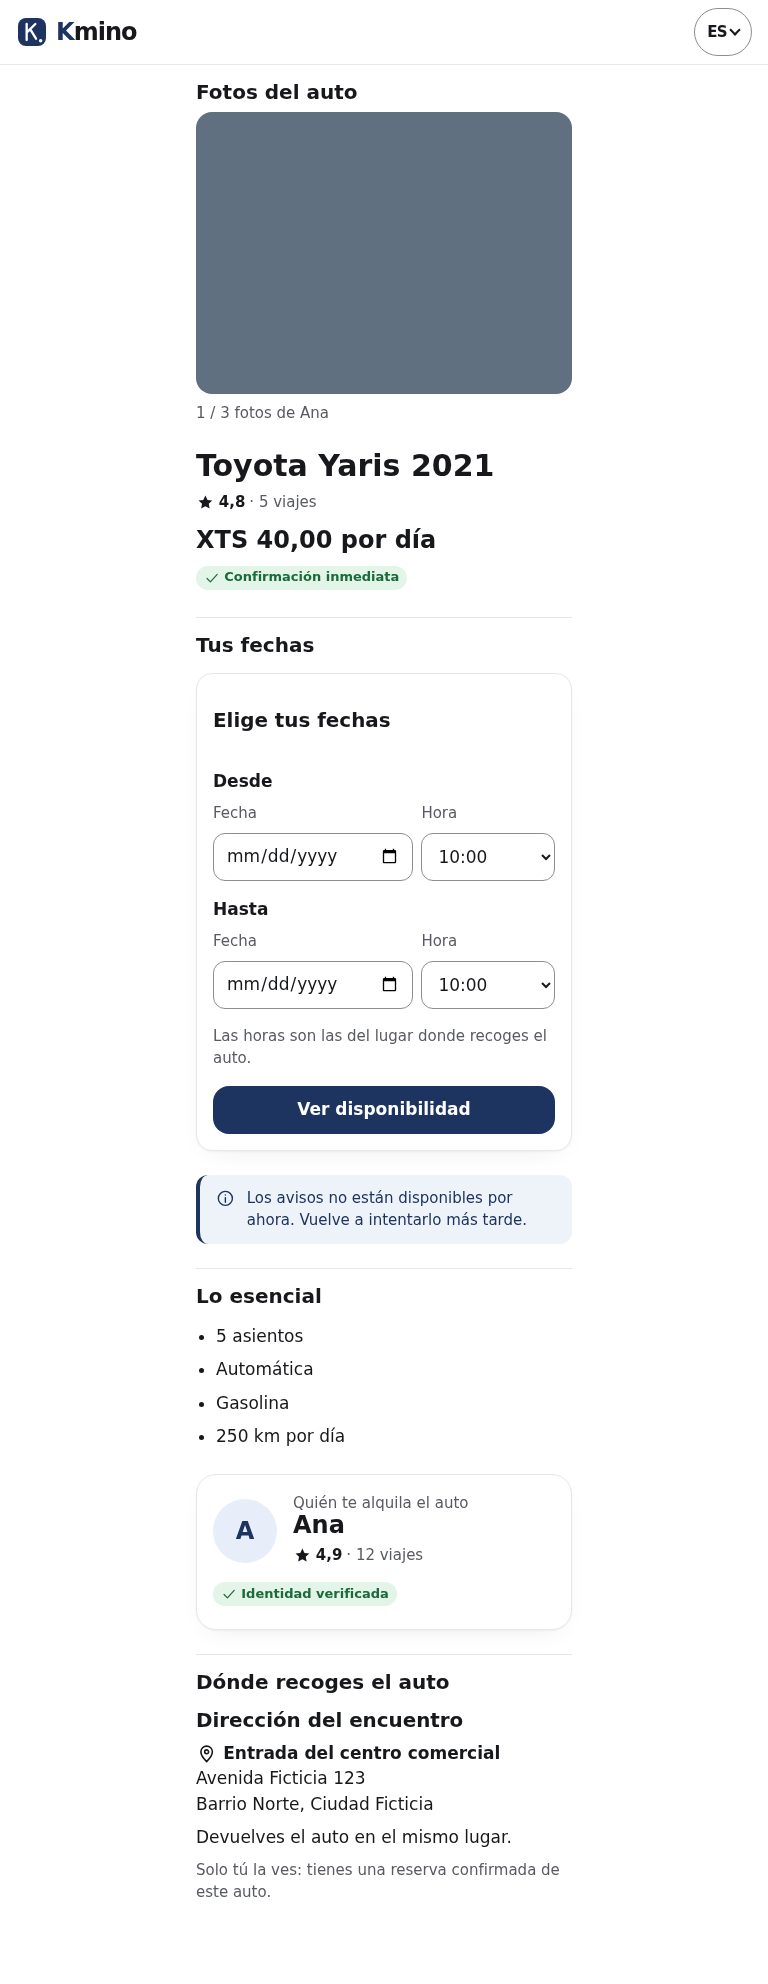 Kmino
ES
Fotos del auto
1 / 3 fotos de Ana
Toyota Yaris 2021
4,8 · 5 viajes
XTS 40,00 por día
Confirmación inmediata
Tus fechas
Elige tus fechas
Desde
Fecha Hora
mm/dd/yyyy 10:00
Hasta
Fecha Hora
mm/dd/yyyy 10:00
Las horas son las del lugar donde recoges el
auto.
Ver disponibilidad
Los avisos no están disponibles por
ahora. Vuelve a intentarlo más tarde.
Lo esencial
5 asientos
Automática
Gasolina
250 km por día
Quién te alquila el auto
A
Ana
4,9 · 12 viajes
Identidad verificada
Dónde recoges el auto
Dirección del encuentro
Entrada del centro comercial
Avenida Ficticia 123
Barrio Norte, Ciudad Ficticia
Devuelves el auto en el mismo lugar.
Solo tú la ves: tienes una reserva confirmada de
este auto.